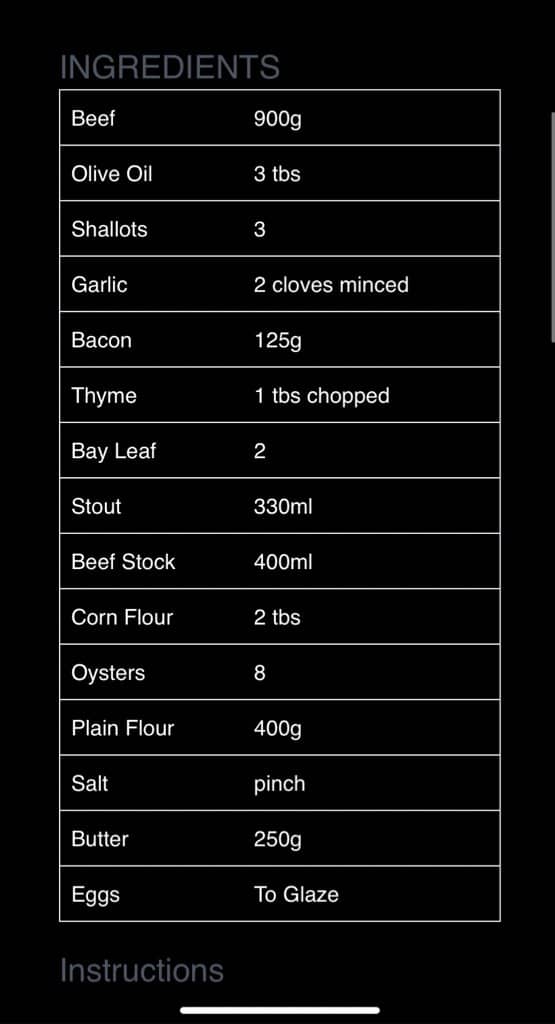 INGREDIENTS
Beef 900g
Olive Oil 3 tbs
Shallots 3
Garlic 2 cloves minced
Bacon 125g
Thyme 1 tbs chopped
Bay Leaf 2
Stout 330ml
Beef Stock 400ml
Corn Flour 2 tbs
Oysters 8
Plain Flour 400g
Salt pinch
Butter 250g
Eggs To Glaze
Instructions